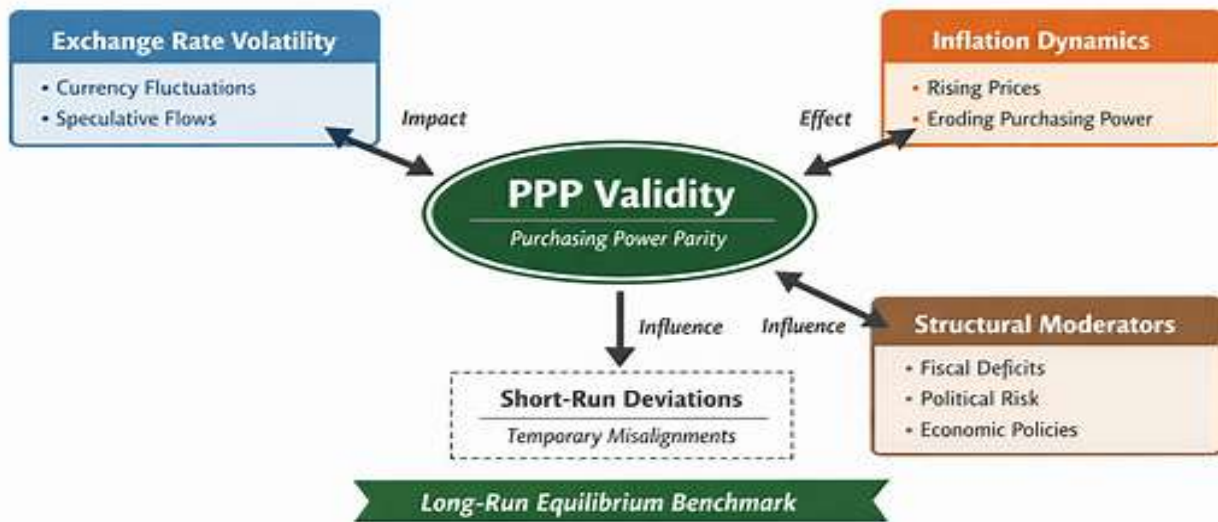 Exchange Rate Volatility
• Currency Fluctuations
• Speculative Flows
Inflation Dynamics
• Rising Prices
• Eroding Purchasing Power
Impact
Effect
PPP Validity
Purchasing Power Parity
Influence
Influence
Structural Moderators
• Fiscal Deficits
• Political Risk
• Economic Policies
Short-Run Deviations
Temporary Misalignments
Long-Run Equilibrium Benchmark